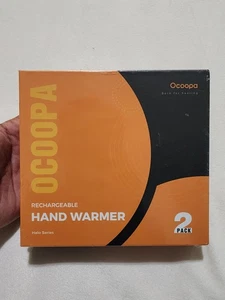 Ocoopa
OCOOPA
RECHARGEABLE
HAND WARMER
2
PACK